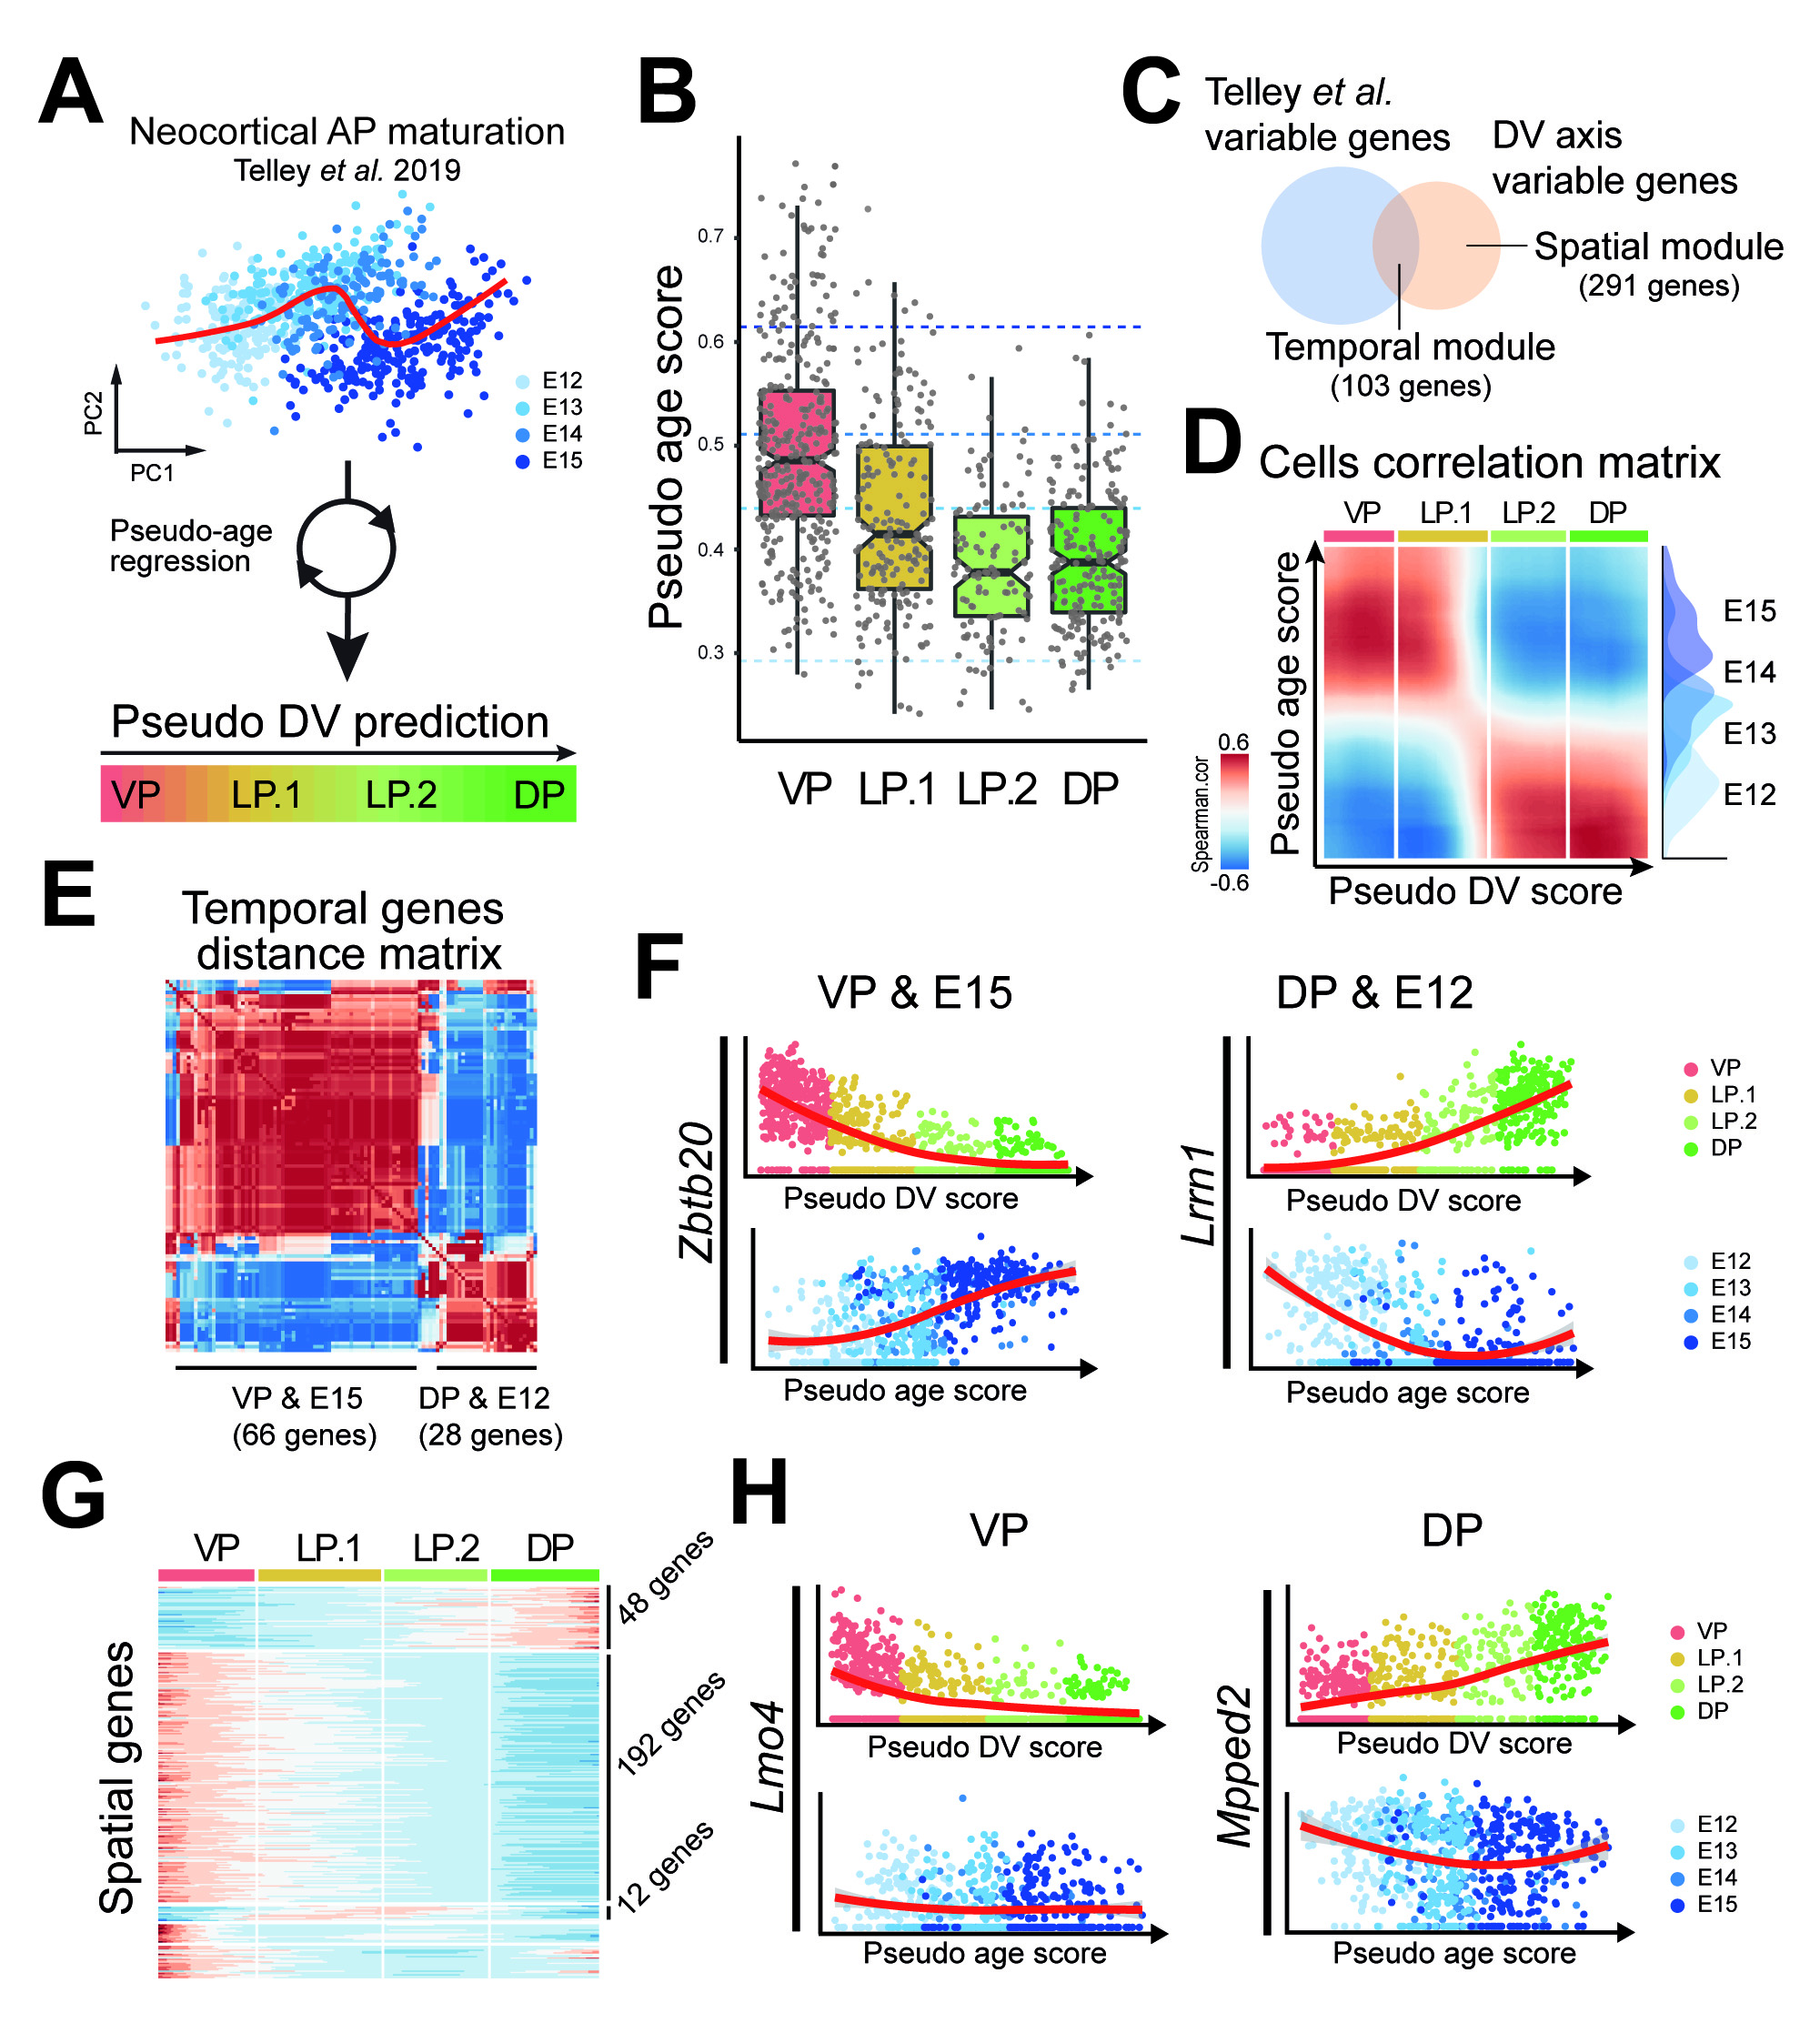 A
Neocortical AP maturation
Telley et al. 2019
PC2
PC1
E12
E13
E14
E15
Pseudo-age
regression
Pseudo DV prediction
VP LP.1 LP.2 DP
B
Pseudo age score
0.7
0.6
0.5
0.4
0.3
VP LP.1 LP.2 DP
C
Telley et al.
variable genes
DV axis
variable genes
Spatial module
(291 genes)
Temporal module
(103 genes)
D
Cells correlation matrix
VP LP.1 LP.2 DP
Pseudo age score
E15
E14
E13
E12
0.6
Spearman.cor
-0.6
Pseudo DV score
E
Temporal genes
distance matrix
VP & E15
(66 genes)
DP & E12
(28 genes)
F
VP & E15
DP & E12
Zbtb20
Pseudo DV score
Pseudo age score
Lrrn1
Pseudo DV score
Pseudo age score
VP
LP.1
LP.2
DP
E12
E13
E14
E15
G
VP LP.1 LP.2 DP
Spatial genes
48 genes
192 genes
12 genes
H
VP
DP
Lmo4
Pseudo DV score
Pseudo age score
Mpped2
Pseudo DV score
Pseudo age score
VP
LP.1
LP.2
DP
E12
E13
E14
E15